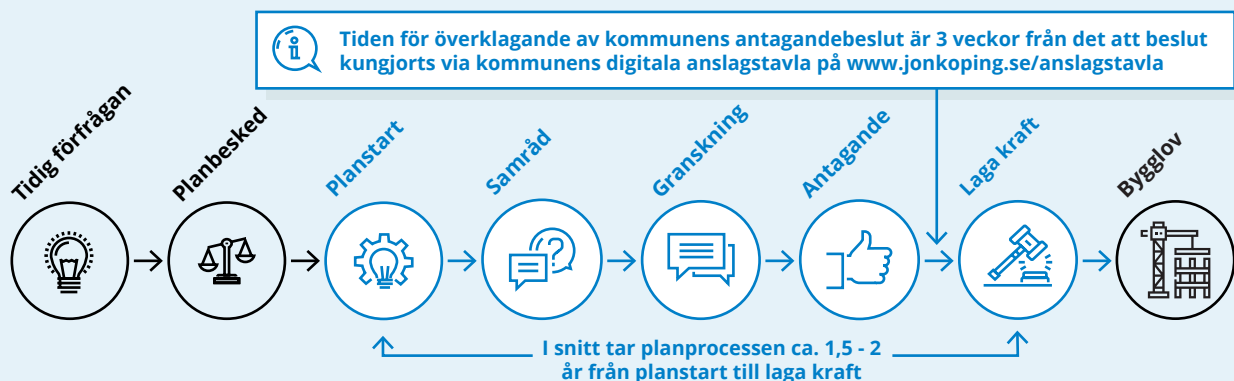 Tiden för överklagande av kommunens antagandebeslut är 3 veckor från det att beslut
kungjorts via kommunens digitala anslagstavla på www.jonkoping.se/anslagstavla
Tidig förfrågan
Planbesked
Planstart
Samråd
Granskning
Antagande
Laga kraft
Bygglov
I snitt tar planprocessen ca. 1,5 - 2
år från planstart till laga kraft